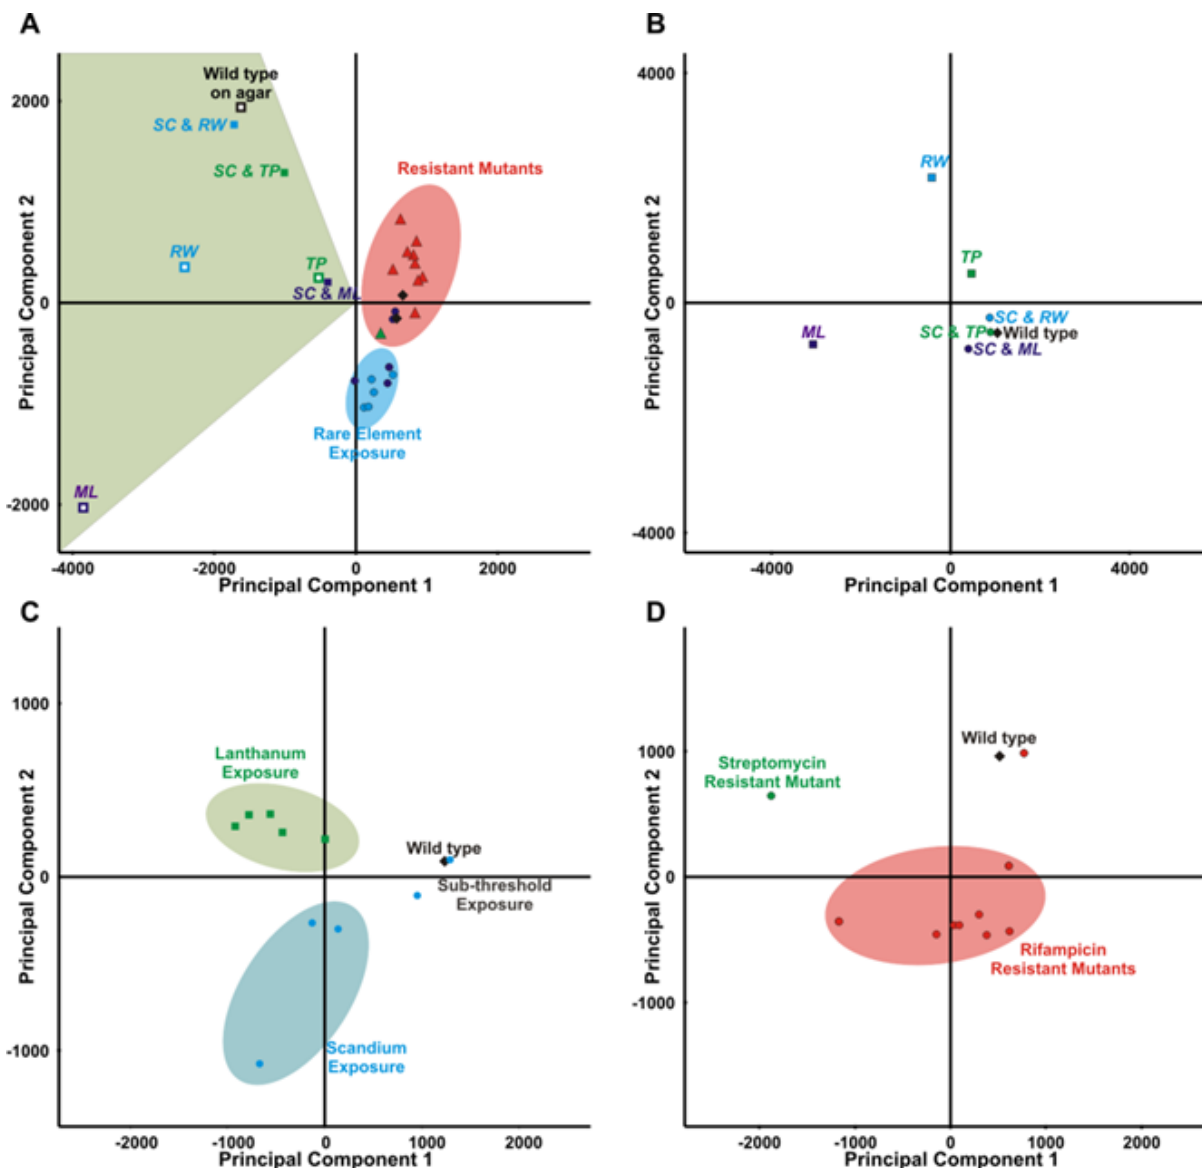 A
Principal Component 2
2000
0
-2000
-4000
-2000
0
2000
Principal Component 1
Wild type
on agar
SC & RW
SC & TP
RW
TP
SC & ML
ML
Resistant Mutants
Rare Element
Exposure
B
Principal Component 2
4000
0
-4000
-4000
0
4000
Principal Component 1
RW
TP
ML
SC & RW
SC & TP
Wild type
SC & ML
C
Principal Component 2
1000
0
-1000
-2000
-1000
0
1000
2000
Principal Component 1
Lanthanum
Exposure
Wild type
Sub-threshold
Exposure
Scandium
Exposure
D
Principal Component 2
1000
0
-1000
-2000
-1000
0
1000
2000
Principal Component 1
Wild type
Streptomycin
Resistant Mutant
Rifampicin
Resistant Mutants